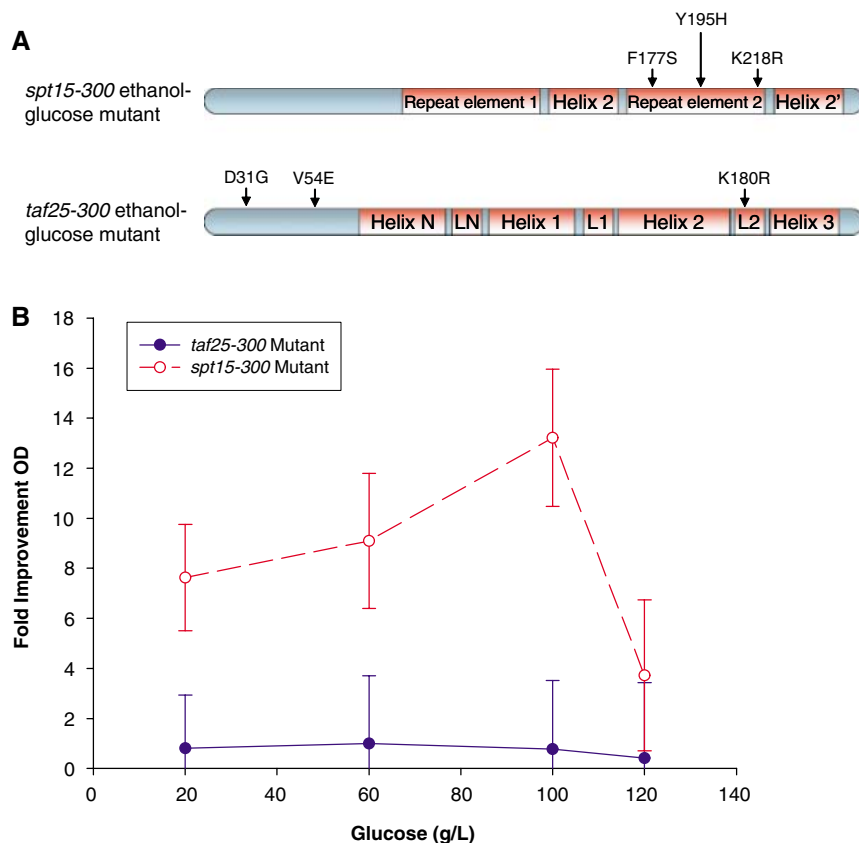 A
Y195H
F177S
K218R
spt15-300 ethanol-
glucose mutant
Repeat element 1
Helix 2
Repeat element 2
Helix 2'
D31G
V54E
K180R
taf25-300 ethanol-
glucose mutant
Helix N
LN
Helix 1
L1
Helix 2
L2
Helix 3
B
18
16
14
12
10
8
6
4
2
0
Fold Improvement OD
taf25-300 Mutant
spt15-300 Mutant
0
20
40
60
80
100
120
140
Glucose (g/L)